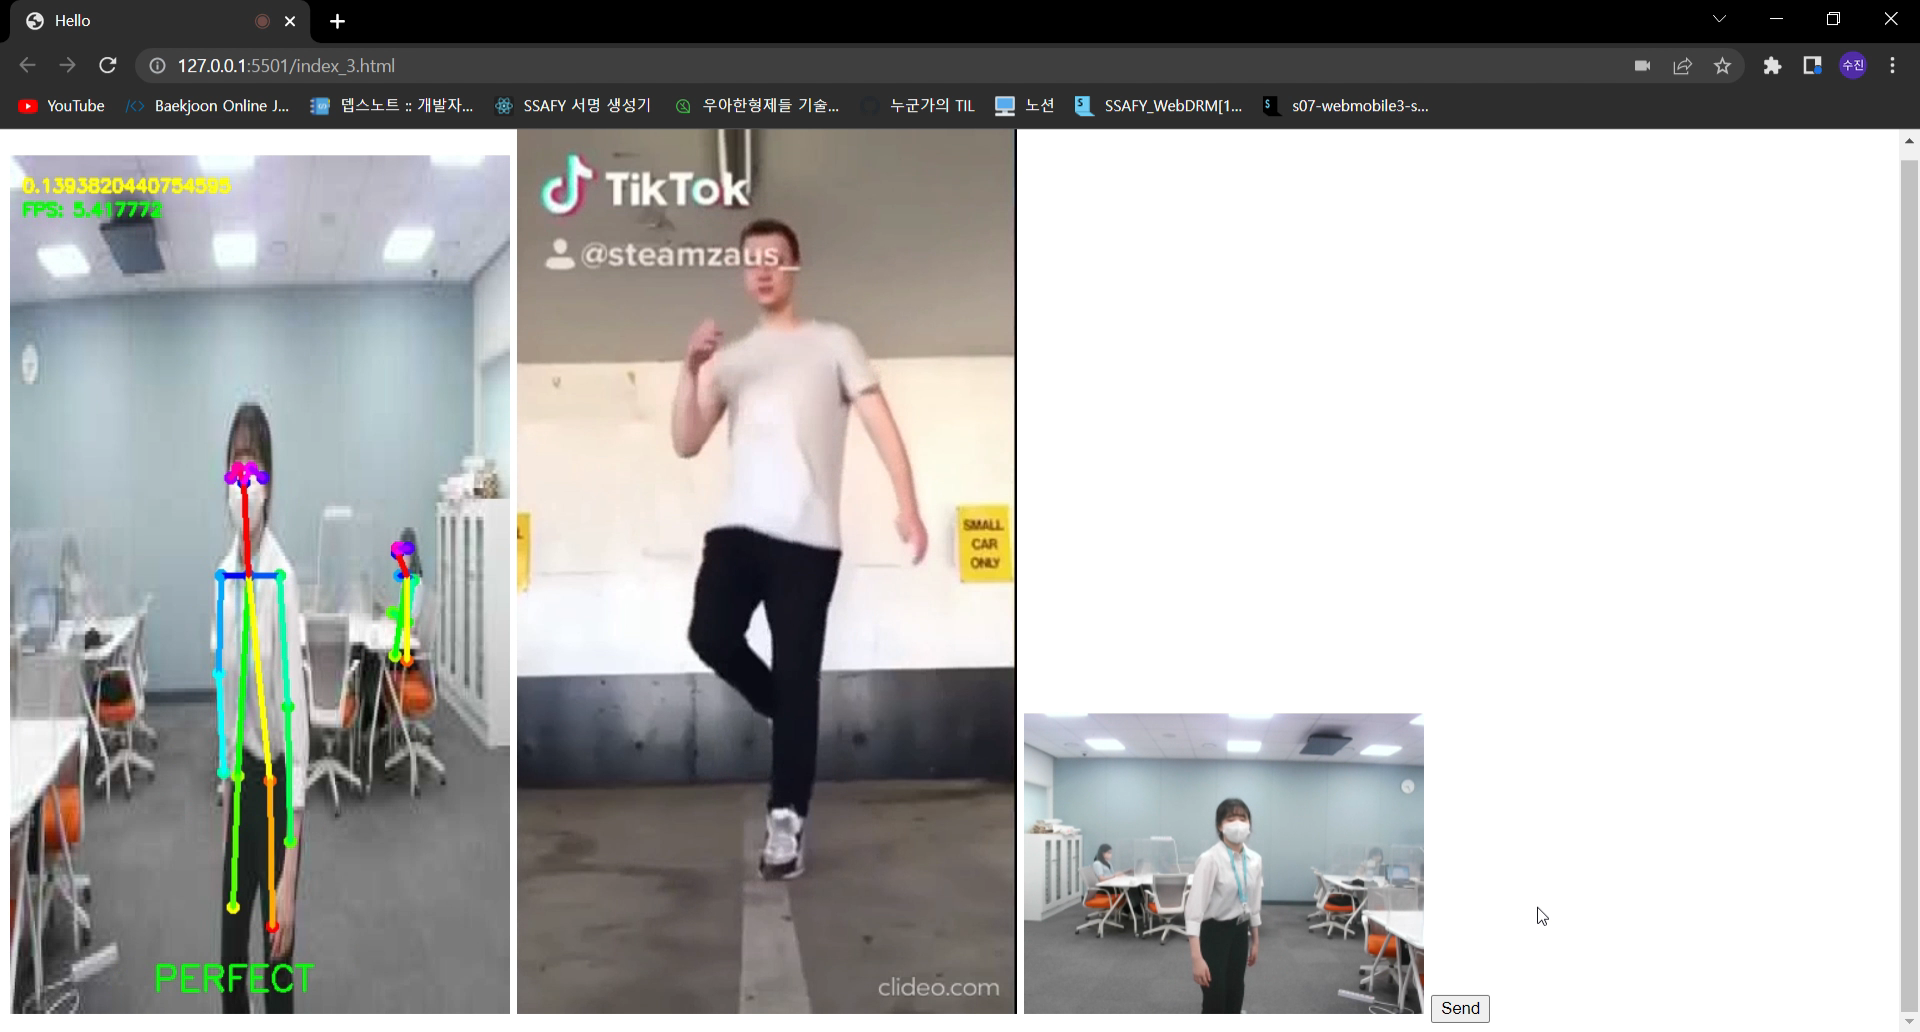 Hello
127.0.0.1:5501/index_3.html
수진
YouTube
Baekjoon Online J...
뎁스노트 :: 개발자...
SSAFY 서명 생성기
우아한형제들 기술...
누군가의 TIL
노션
SSAFY_WebDRM[1...
s07-webmobile3-s...
0.1393820440754595
FPS: 5.417772
PERFECT
TikTok
@steamzaus_
L
SMALL
CAR
ONLY
clideo.com
Send